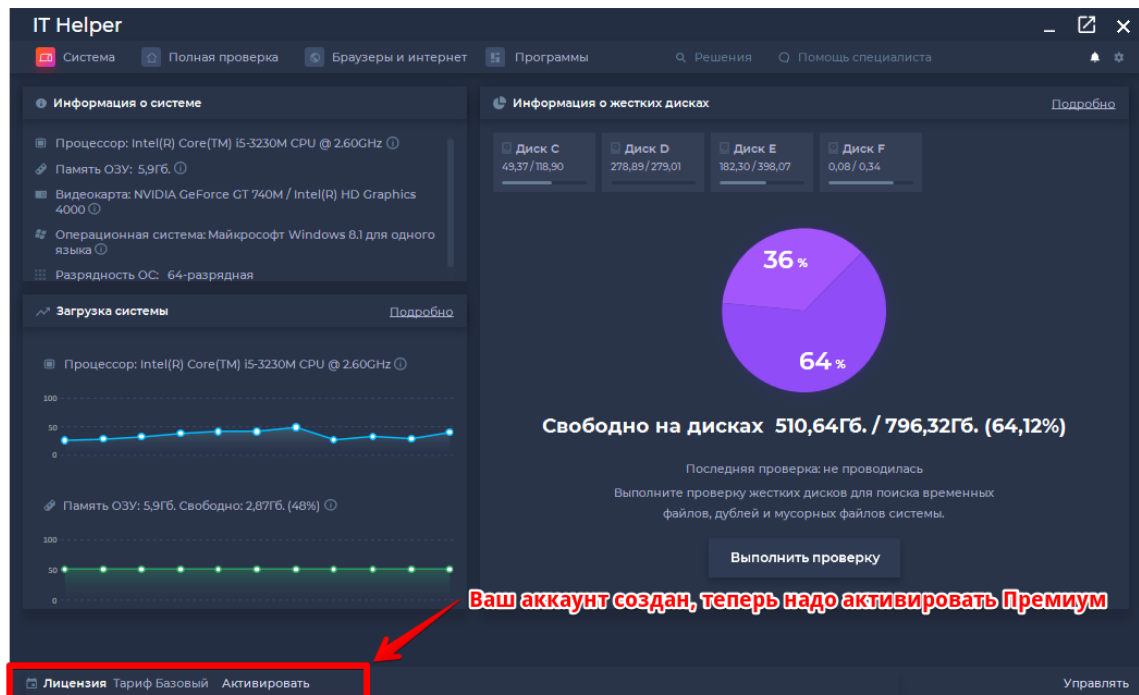 IT Helper
Система Полная проверка Браузеры и интернет Программы Решения Помощь специалиста
Информация о системе
Процессор: Intel(R) Core(TM) i5-3230M CPU @ 2.60GHz
Память ОЗУ: 5,9Гб.
Видеокарта: NVIDIA GeForce GT 740M / Intel(R) HD Graphics
4000
Операционная система: Майкрософт Windows 8.1 для одного
языка
Разрядность ОС: 64-разрядная
Загрузка системы Подробно
Процессор: Intel(R) Core(TM) i5-3230M CPU @ 2.60GHz
100
50
0
Память ОЗУ: 5,9Гб. Свободно: 2,87Гб. (48%)
100
50
0
Информация о жестких дисках Подробно
Диск C Диск D Диск E Диск F
49,37/118,90 278,89/279,01 182,30/398,07 0,08/0,34
36 %
64 %
Свободно на дисках 510,64Гб. / 796,32Гб. (64,12%)
Последняя проверка: не проводилась
Выполните проверку жестких дисков для поиска временных
файлов, дублей и мусорных файлов системы.
Выполнить проверку
Ваш аккаунт создан, теперь надо активировать Премиум
Лицензия Тариф Базовый Активировать Управлять